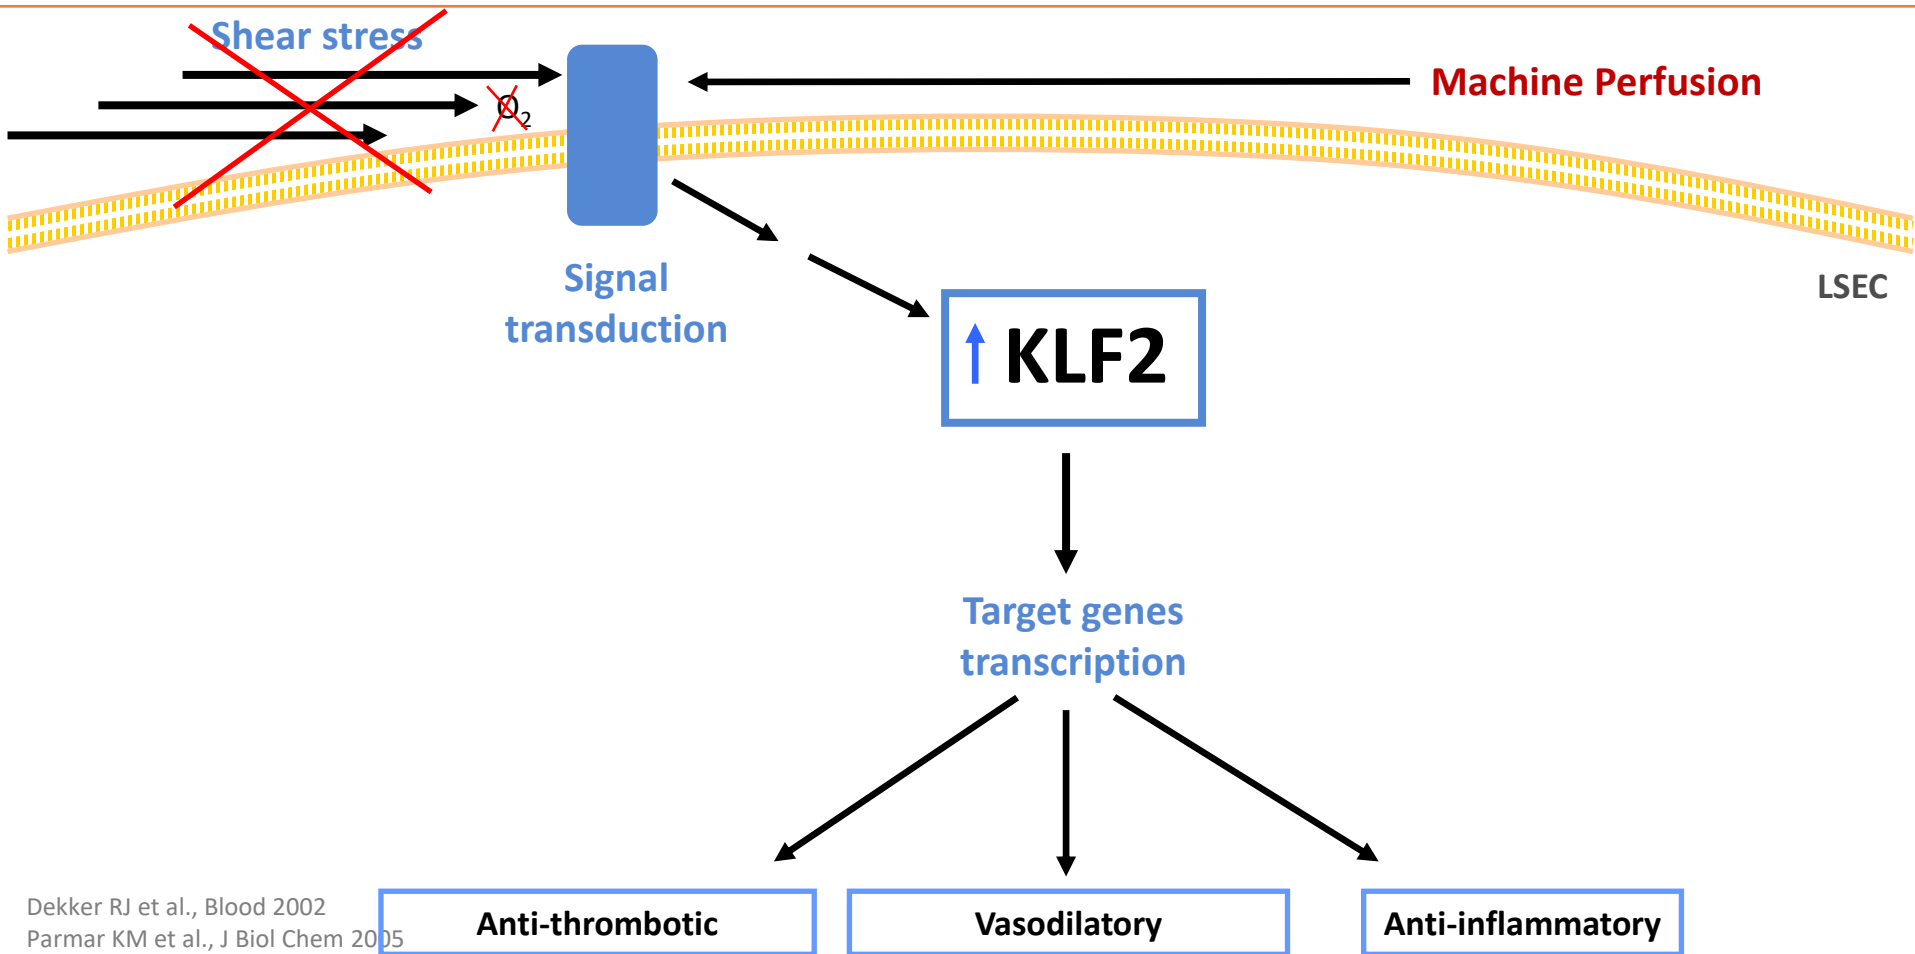 Shear stress
O2
Machine Perfusion
Signal
transduction
LSEC
KLF2
Target genes
transcription
Anti-thrombotic
Vasodilatory
Anti-inflammatory
Dekker RJ et al., Blood 2002
Parmar KM et al., J Biol Chem 2005